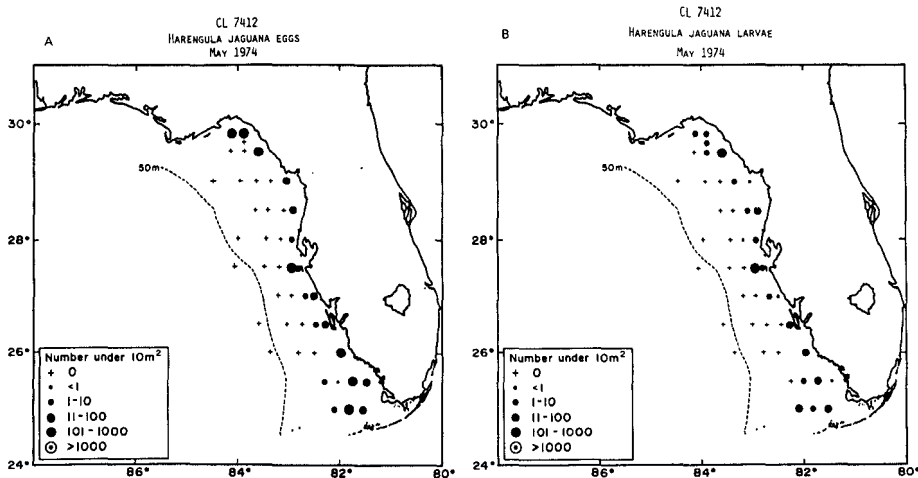 CL 7412
A HARENGULA JAGUANA EGGS
MAY 1974
30°
28°
26°
24°
50m
Number under 10m²
+ 0
<1
1-10
11-100
101-1000
>1000
86° 84° 82° 80°
CL 7412
B HARENGULA JAGUANA LARVAE
MAY 1974
30°
28°
26°
24°
50m
Number under 10m²
+ 0
<1
1-10
11-100
101-1000
>1000
86° 84° 82° 80°